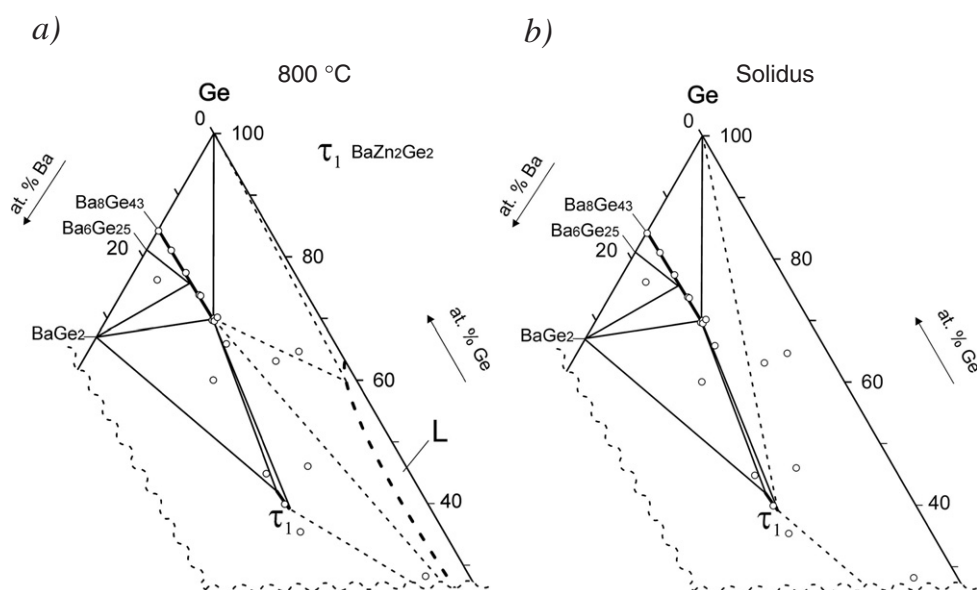 a)
800 °C
Ge
0
100
τ₁ BaZn₂Ge₂
at. % Ba
Ba₈Ge₄₃
Ba₆Ge₂₅
20
80
BaGe₂
at. % Ge
60
L
40
τ₁
b)
Solidus
Ge
0
100
at. % Ba
Ba₈Ge₄₃
Ba₆Ge₂₅
20
80
BaGe₂
at. % Ge
60
40
τ₁